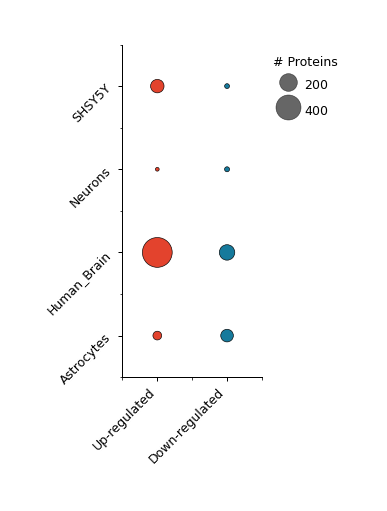 # Proteins
200
400
SHSY5Y
Neurons
Human_Brain
Astrocytes
Up-regulated
Down-regulated